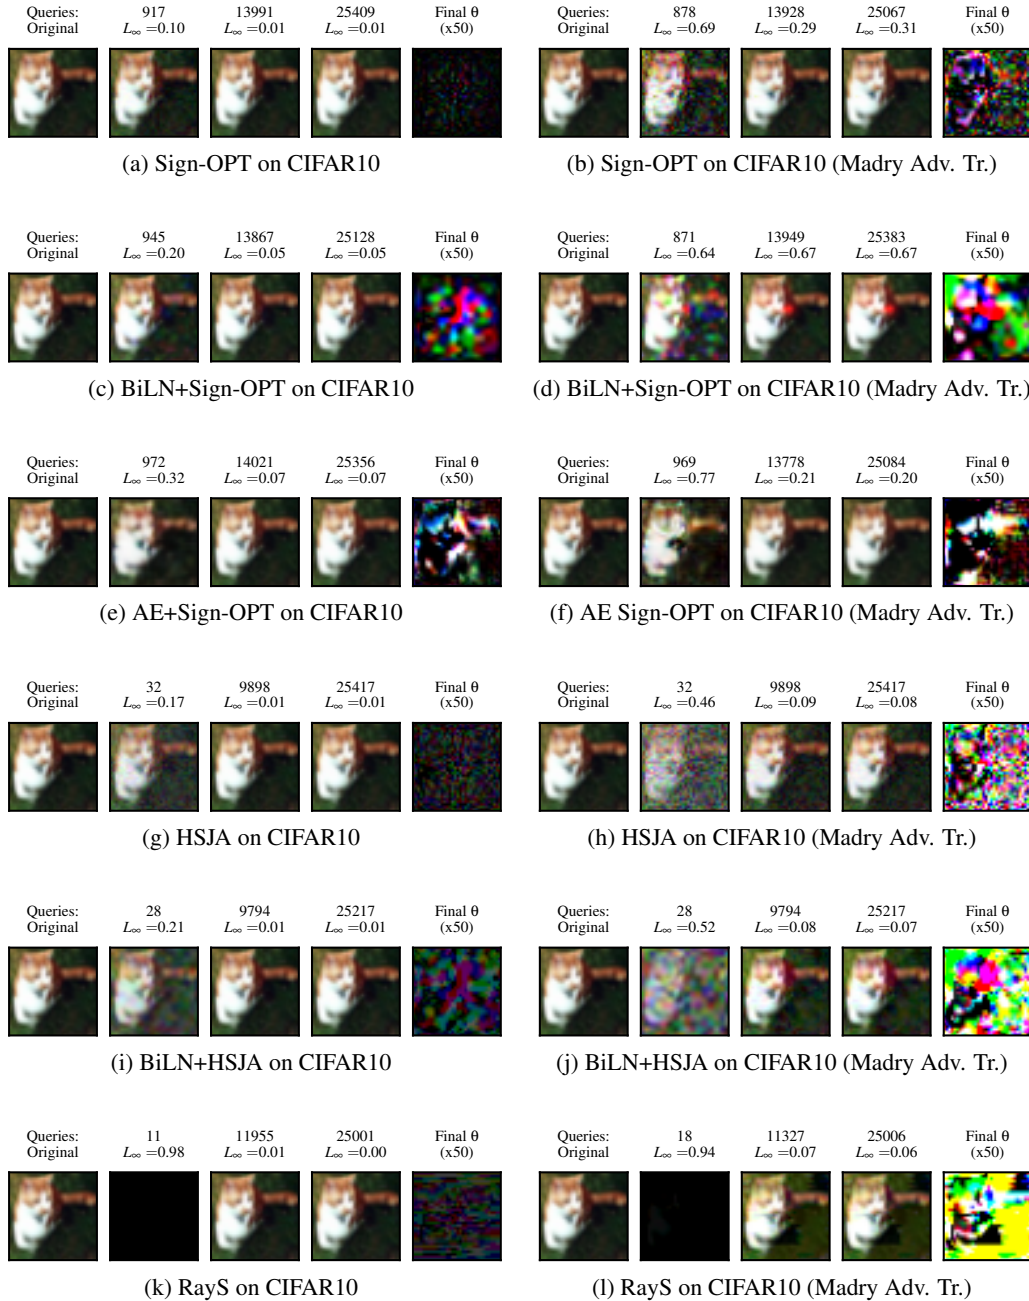 Queries: 917 13991 25409 Final θ
Original L∞ =0.10 L∞ =0.01 L∞ =0.01 (x50)
(a) Sign-OPT on CIFAR10
Queries: 878 13928 25067 Final θ
Original L∞ =0.69 L∞ =0.29 L∞ =0.31 (x50)
(b) Sign-OPT on CIFAR10 (Madry Adv. Tr.)
Queries: 945 13867 25128 Final θ
Original L∞ =0.20 L∞ =0.05 L∞ =0.05 (x50)
(c) BiLN+Sign-OPT on CIFAR10
Queries: 871 13949 25383 Final θ
Original L∞ =0.64 L∞ =0.67 L∞ =0.67 (x50)
(d) BiLN+Sign-OPT on CIFAR10 (Madry Adv. Tr.)
Queries: 972 14021 25356 Final θ
Original L∞ =0.32 L∞ =0.07 L∞ =0.07 (x50)
(e) AE+Sign-OPT on CIFAR10
Queries: 969 13778 25084 Final θ
Original L∞ =0.77 L∞ =0.21 L∞ =0.20 (x50)
(f) AE Sign-OPT on CIFAR10 (Madry Adv. Tr.)
Queries: 32 9898 25417 Final θ
Original L∞ =0.17 L∞ =0.01 L∞ =0.01 (x50)
(g) HSJA on CIFAR10
Queries: 32 9898 25417 Final θ
Original L∞ =0.46 L∞ =0.09 L∞ =0.08 (x50)
(h) HSJA on CIFAR10 (Madry Adv. Tr.)
Queries: 28 9794 25217 Final θ
Original L∞ =0.21 L∞ =0.01 L∞ =0.01 (x50)
(i) BiLN+HSJA on CIFAR10
Queries: 28 9794 25217 Final θ
Original L∞ =0.52 L∞ =0.08 L∞ =0.07 (x50)
(j) BiLN+HSJA on CIFAR10 (Madry Adv. Tr.)
Queries: 11 11955 25001 Final θ
Original L∞ =0.98 L∞ =0.01 L∞ =0.00 (x50)
(k) RayS on CIFAR10
Queries: 18 11327 25006 Final θ
Original L∞ =0.94 L∞ =0.07 L∞ =0.06 (x50)
(l) RayS on CIFAR10 (Madry Adv. Tr.)